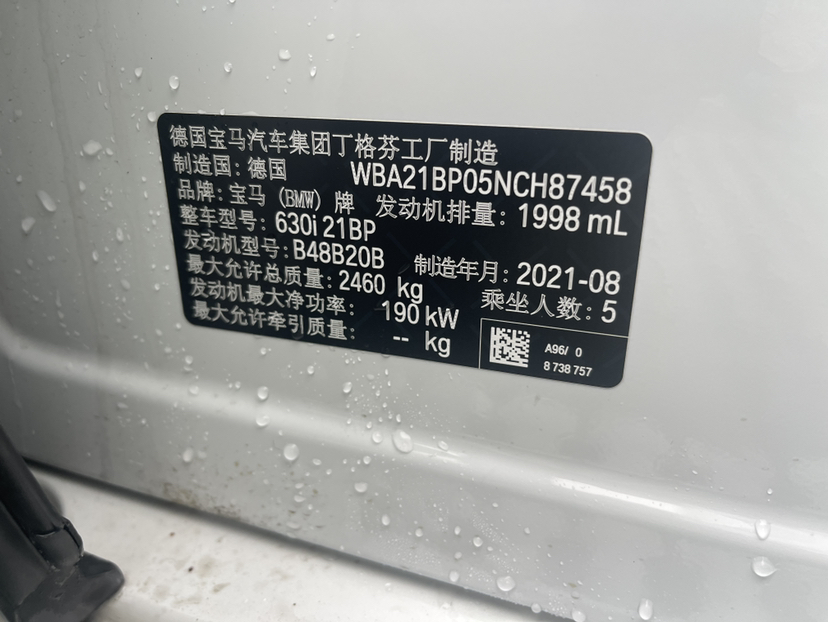 德国宝马汽车集团丁格芬工厂制造
制造国: 德国 WBA21BP05NCH87458
品牌: 宝马 (BMW) 牌 发动机排量: 1998 mL
整车型号: 630i 21BP
发动机型号: B48B20B 制造年月: 2021-08
最大允许总质量: 2460 kg 乘坐人数: 5
发动机最大净功率: 190 kW
最大允许牵引质量: -- kg
A96/ 0
8 738 757